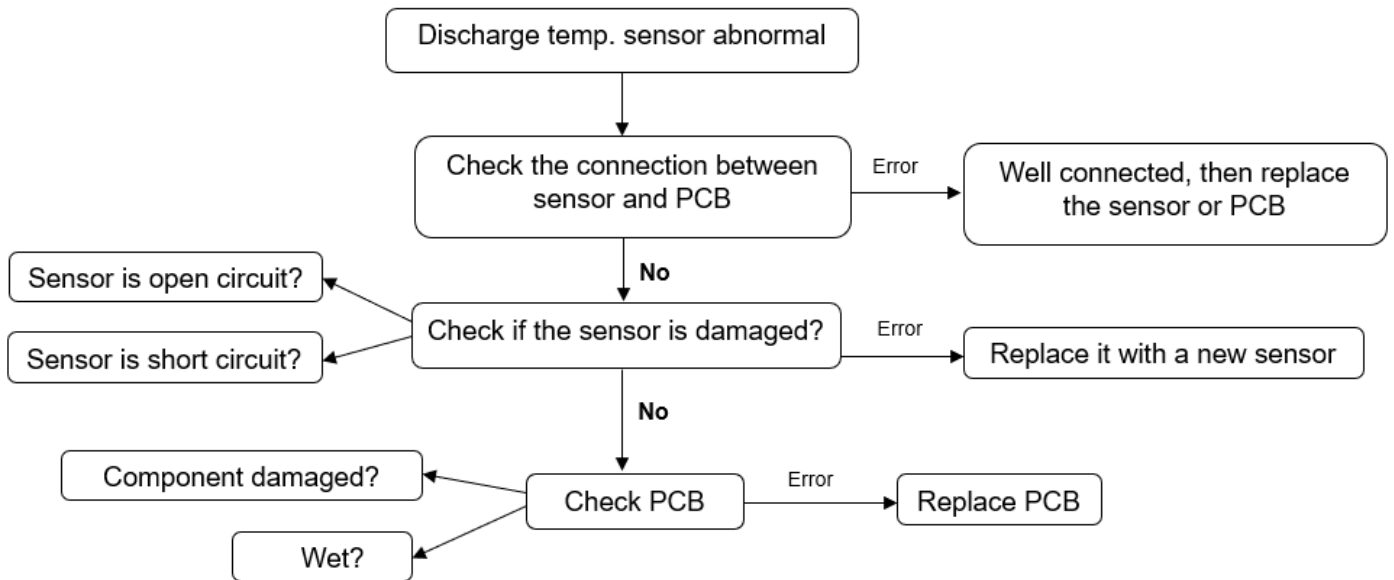 Discharge temp. sensor abnormal
Check the connection between
sensor and PCB
Error
Well connected, then replace
the sensor or PCB
No
Sensor is open circuit?
Sensor is short circuit?
Check if the sensor is damaged?
Error
Replace it with a new sensor
No
Component damaged?
Wet?
Check PCB
Error
Replace PCB